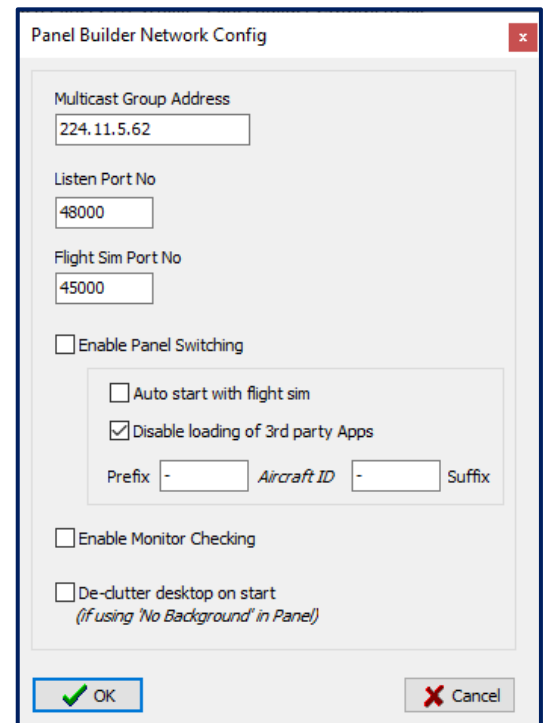 Panel Builder Network Config
x
Multicast Group Address
224.11.5.62
Listen Port No
48000
Flight Sim Port No
45000
Enable Panel Switching
Auto start with flight sim
Disable loading of 3rd party Apps
Prefix - Aircraft ID - Suffix
Enable Monitor Checking
De-clutter desktop on start
(if using 'No Background' in Panel)
OK Cancel